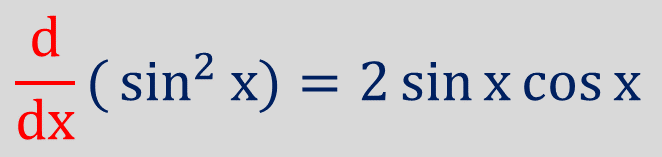 d/dx ( sin² x) = 2 sin x cos x